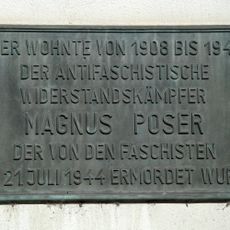 ER WOHNTE VON 1908 BIS 194
DER ANTIFASCHISTISCHE
WIDERSTANDSKÄMPFER
MAGNUS POSER
DER VON DEN FASCHISTEN
21. JULI 1944 ERMORDET WUR